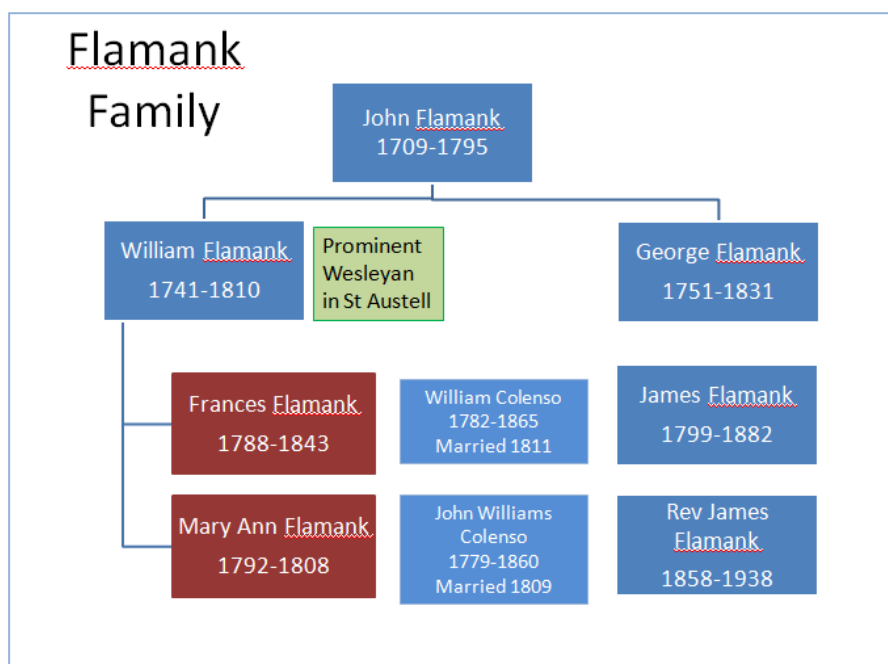 Flamank
Family
John Flamank
1709-1795
William Flamank
1741-1810
Prominent
Wesleyan
in St Austell
George Flamank
1751-1831
Frances Flamank
1788-1843
William Colenso
1782-1865
Married 1811
James Flamank
1799-1882
Mary Ann Flamank
1792-1808
John Williams
Colenso
1779-1860
Married 1809
Rev James
Flamank
1858-1938